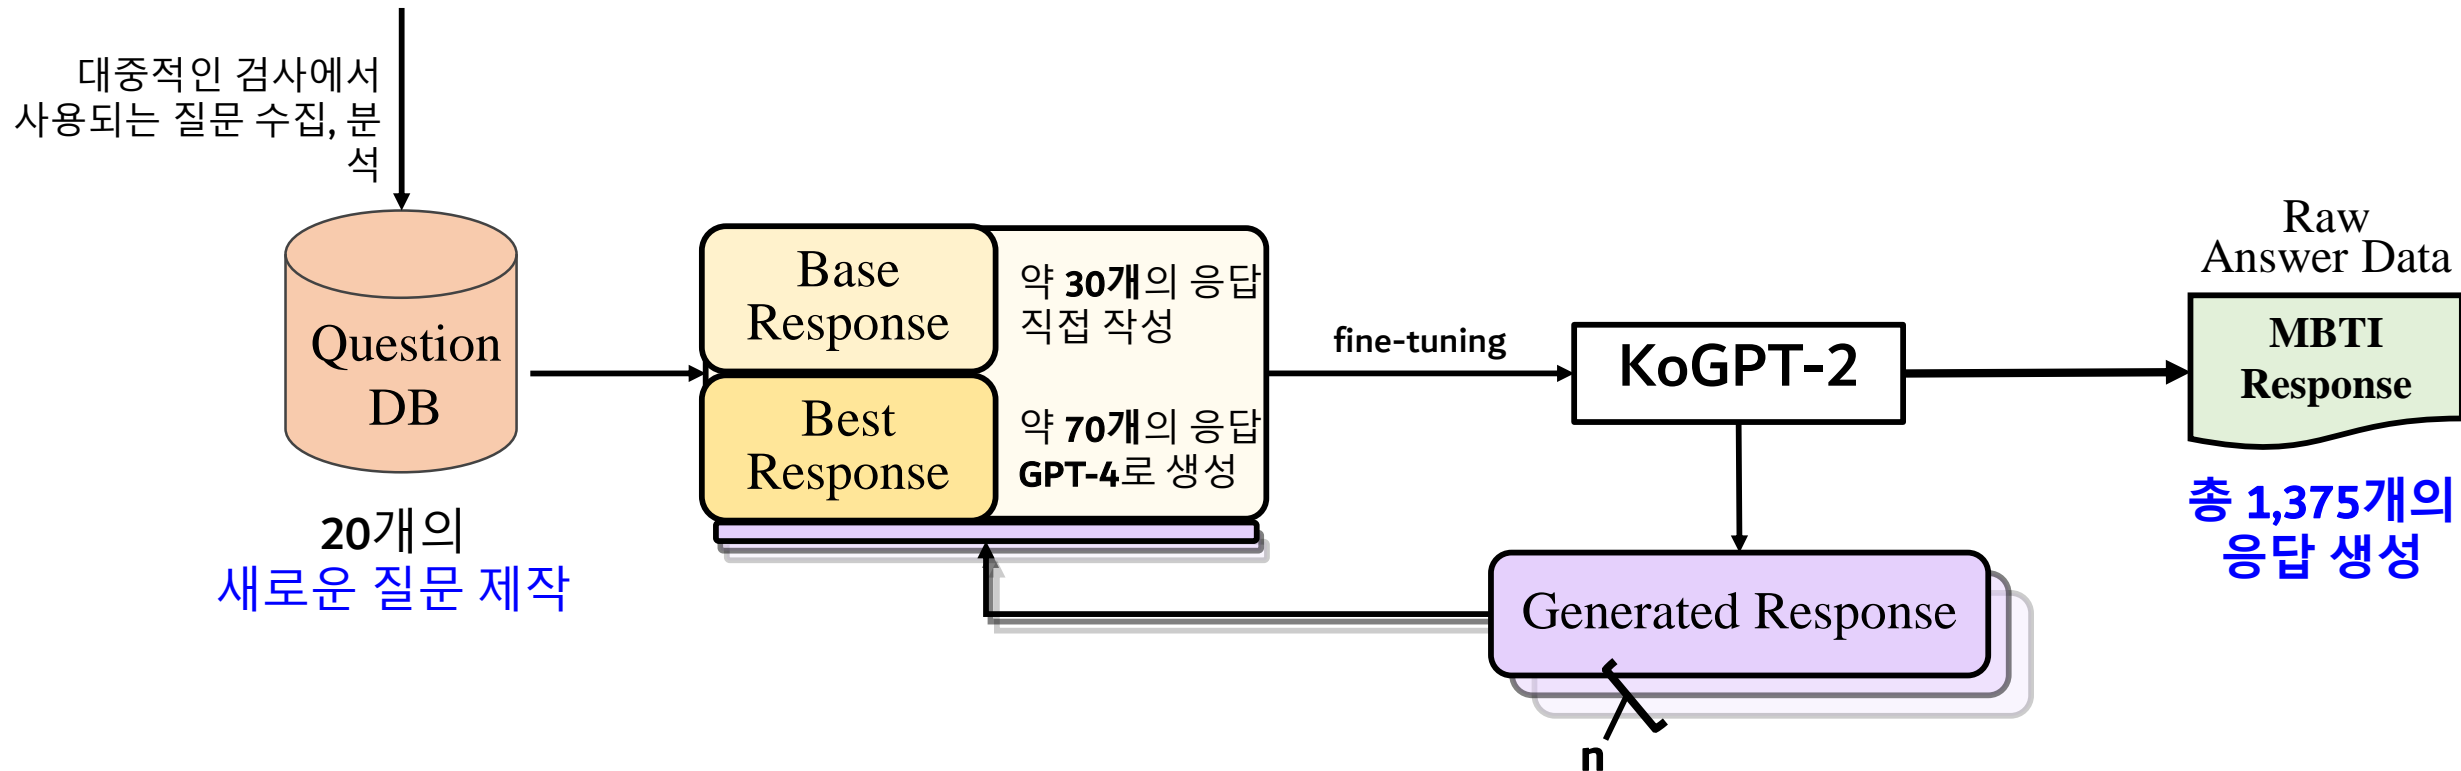 대중적인 검사에서
사용되는 질문 수집, 분
석
Question
DB
20개의
새로운 질문 제작
Base
Response
약 30개의 응답
직접 작성
Best
Response
약 70개의 응답
GPT-4로 생성
fine-tuning
KoGPT-2
Generated Response
n
Raw
Answer Data
MBTI
Response
총 1,375개의
응답 생성